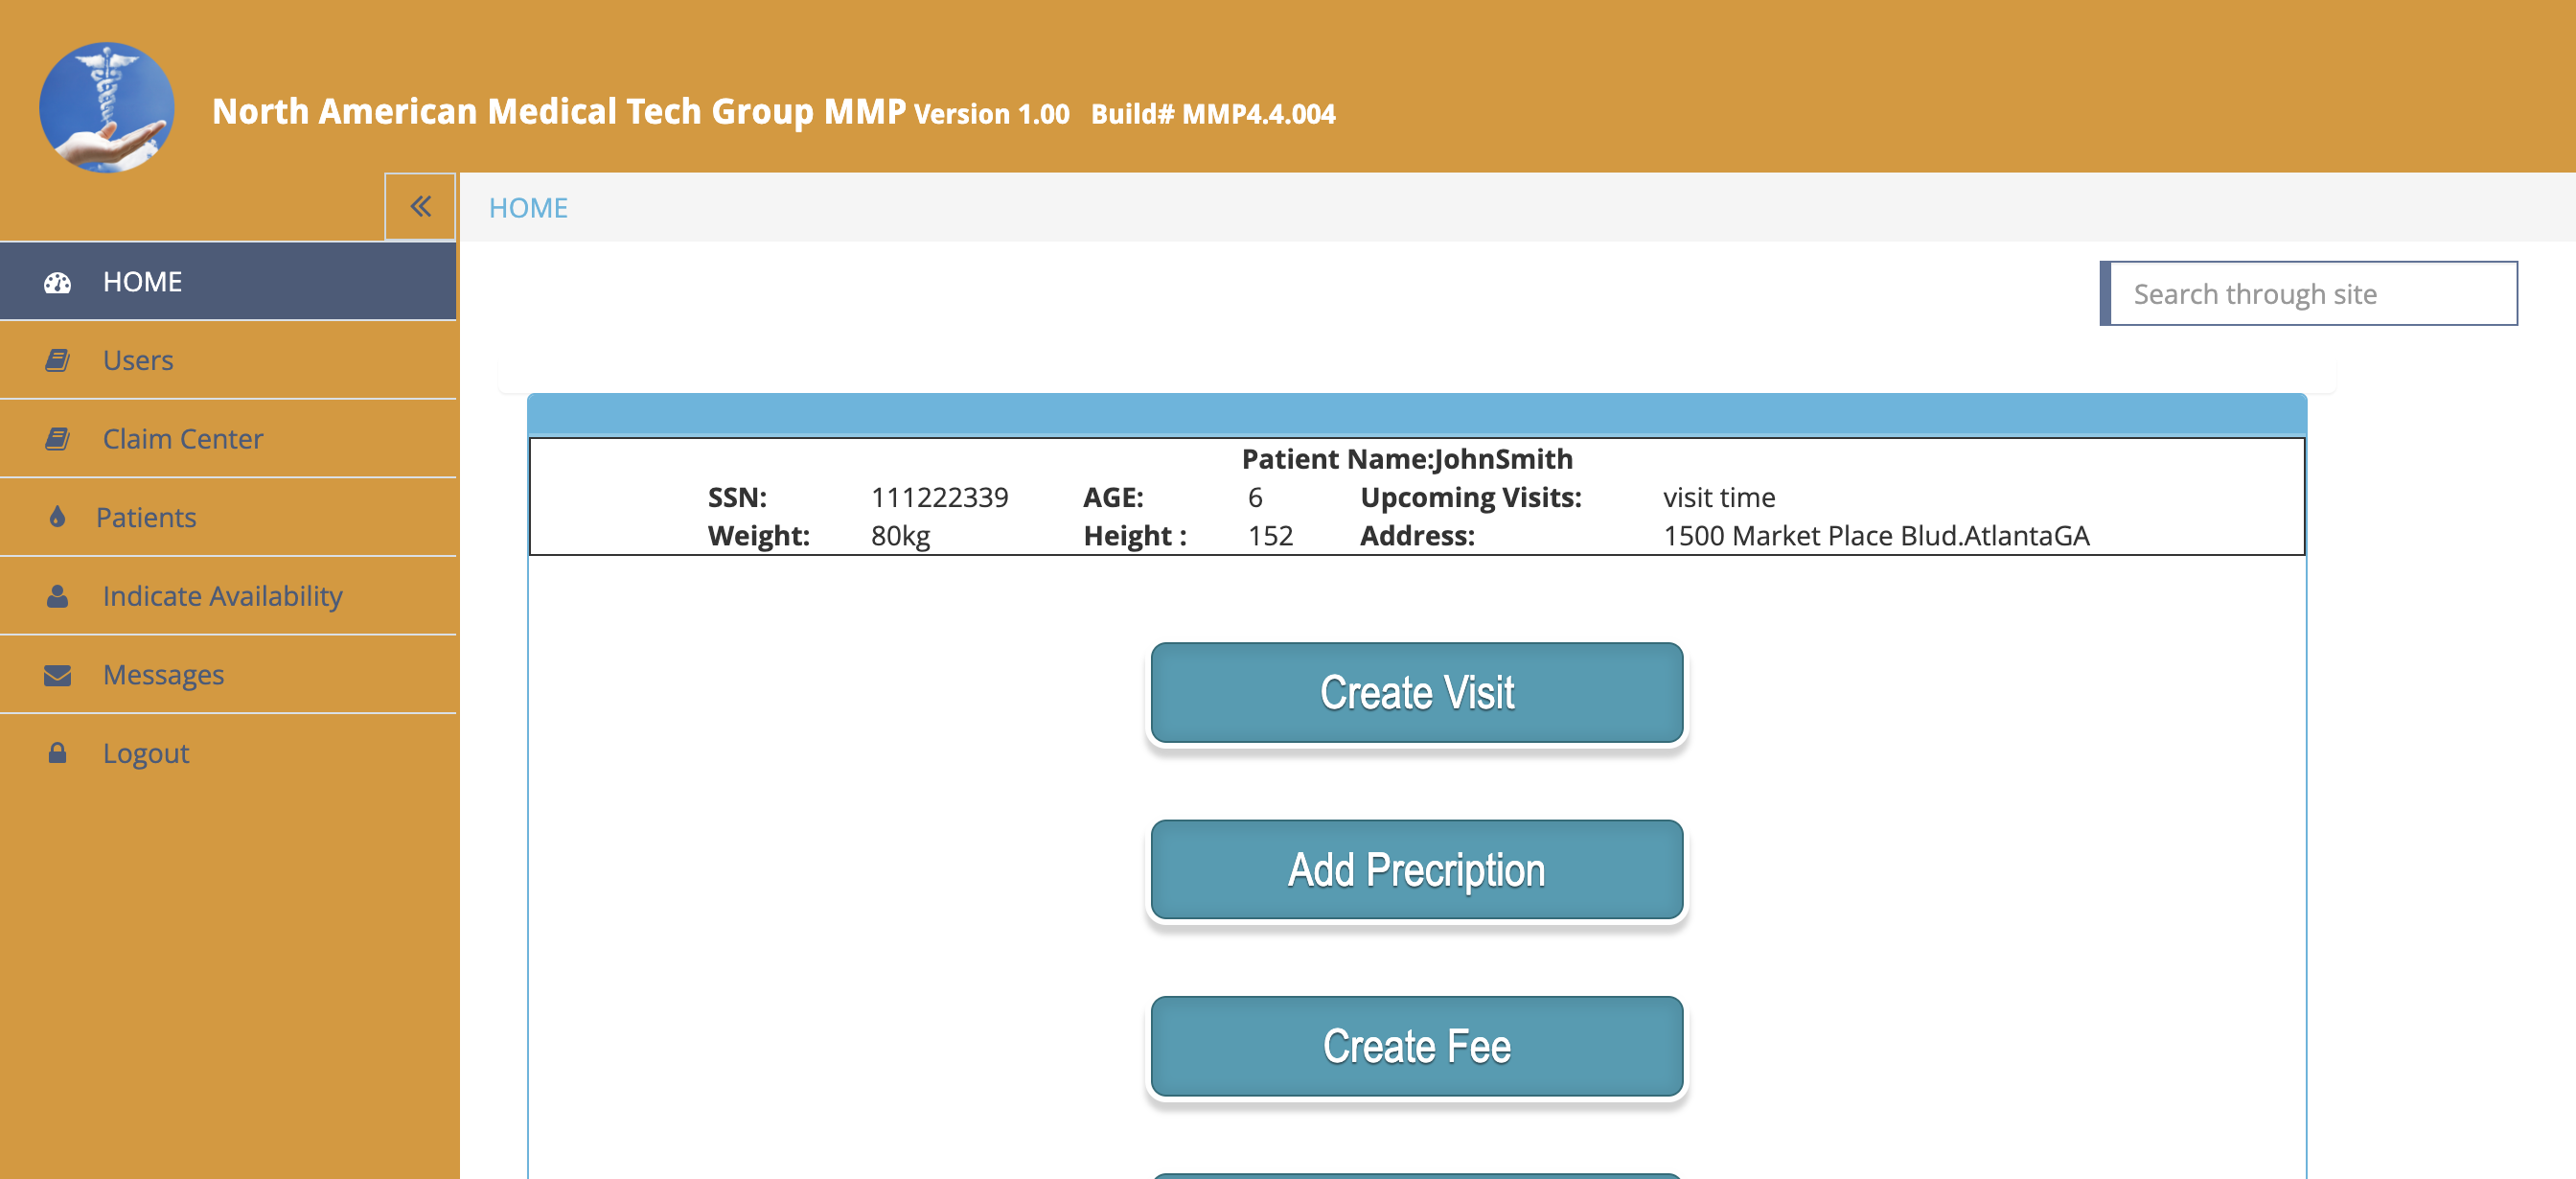 North American Medical Tech Group MMP Version 1.00 Build# MMP4.4.004
HOME
HOME
Search through site
Users
Claim Center
Patients
Indicate Availability
Messages
Logout
Patient Name:JohnSmith
SSN: 111222339 AGE: 6 Upcoming Visits: visit time
Weight: 80kg Height : 152 Address: 1500 Market Place Blud.AtlantaGA
Create Visit
Add Precription
Create Fee